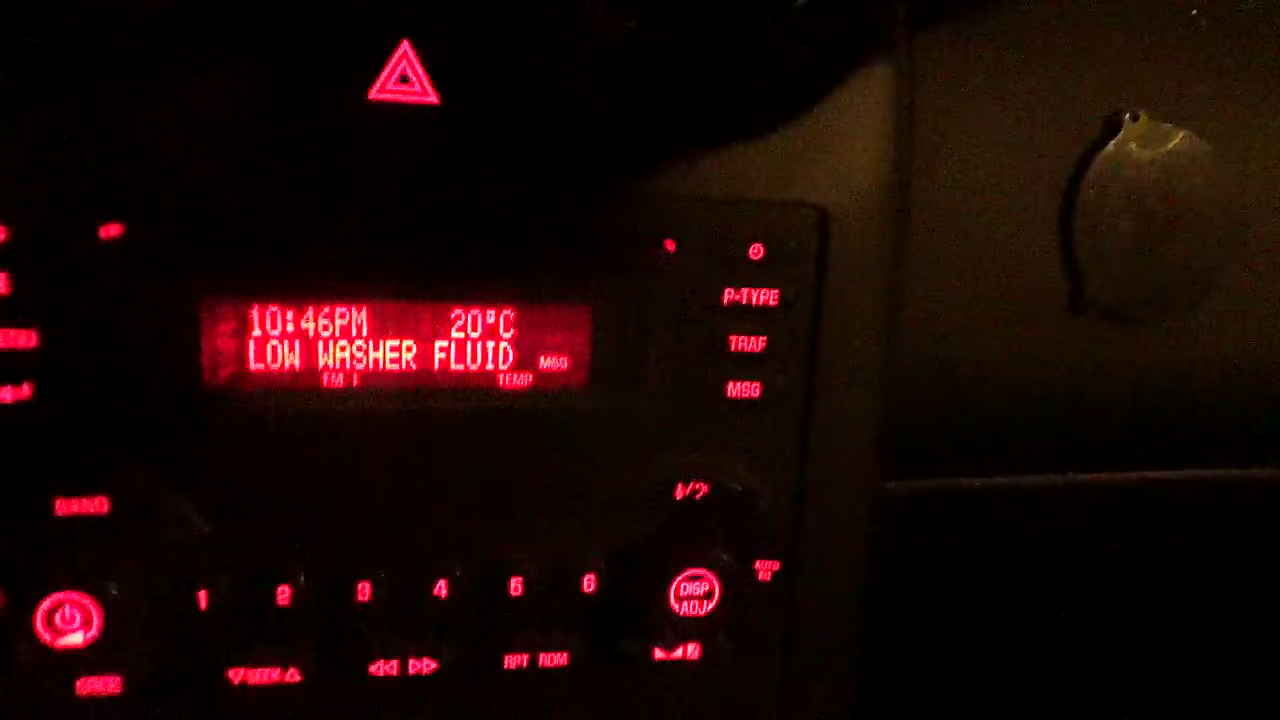 10:46PM 20°C
LOW WASHER FLUID MSG
FM 1 TEMP
P-TYPE
TRAF
MSG
BAND
1 2 3 4 5 6
DISP
ADJ
AUTO
SEEK
RPT RDM